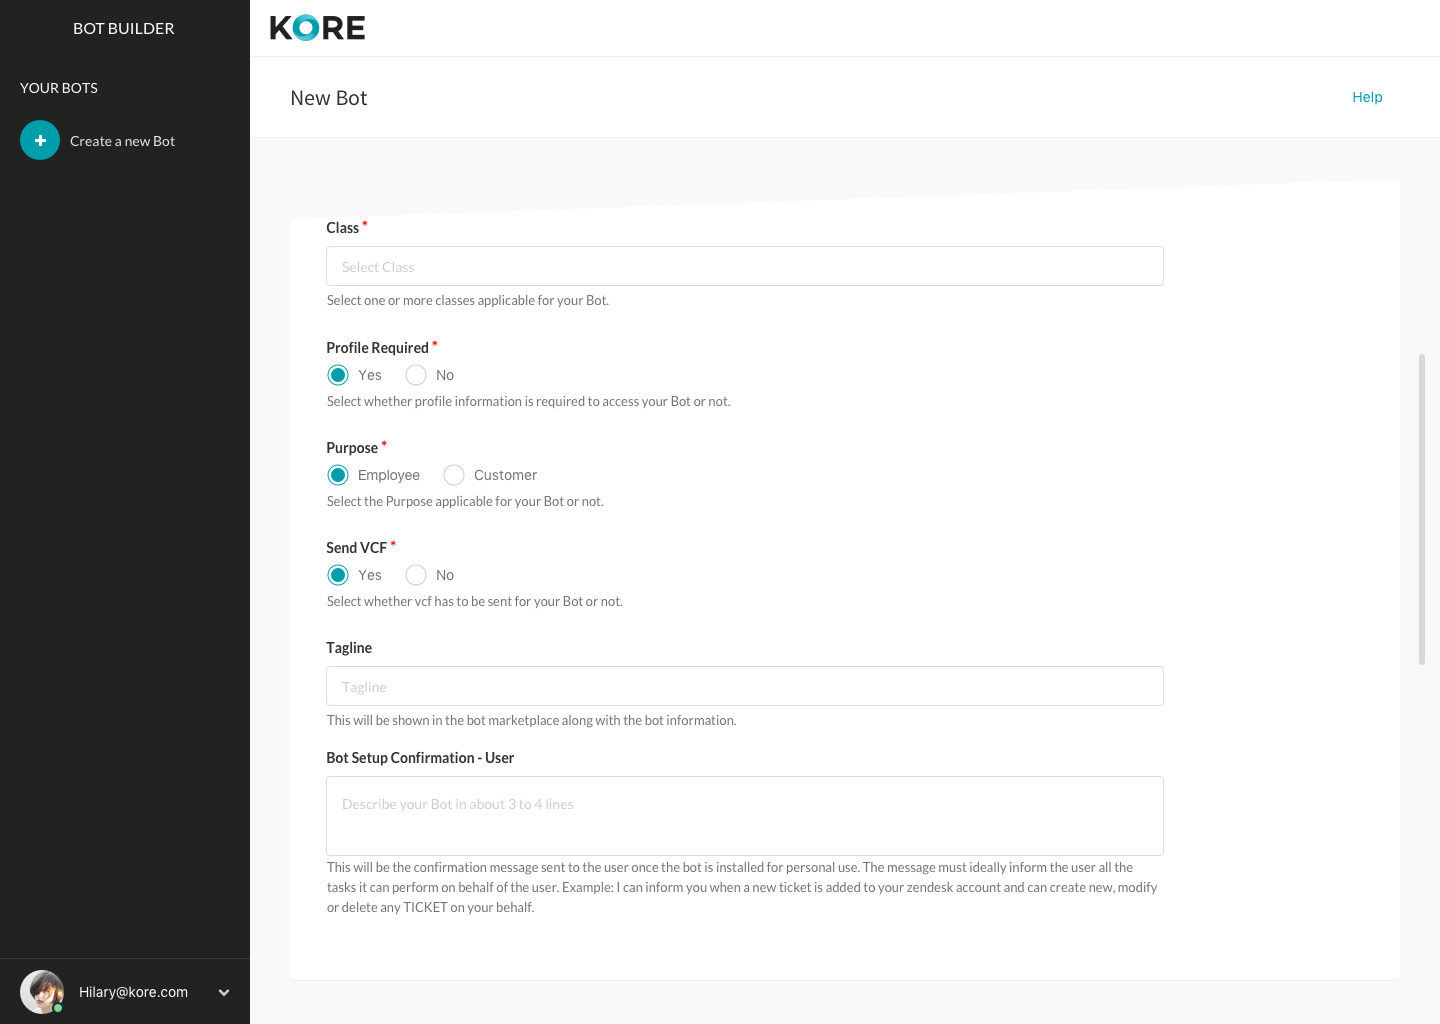 BOT BUILDER
YOUR BOTS
Create a new Bot
Hilary@kore.com
KORE
New Bot
Help
Class *
Select Class
Select one or more classes applicable for your Bot.
Profile Required *
Yes No
Select whether profile information is required to access your Bot or not.
Purpose *
Employee Customer
Select the Purpose applicable for your Bot or not.
Send VCF *
Yes No
Select whether vcf has to be sent for your Bot or not.
Tagline
Tagline
This will be shown in the bot marketplace along with the bot information.
Bot Setup Confirmation - User
Describe your Bot in about 3 to 4 lines
This will be the confirmation message sent to the user once the bot is installed for personal use. The message must ideally inform the user all the
tasks it can perform on behalf of the user. Example: I can inform you when a new ticket is added to your zendesk account and can create new, modify
or delete any TICKET on your behalf.